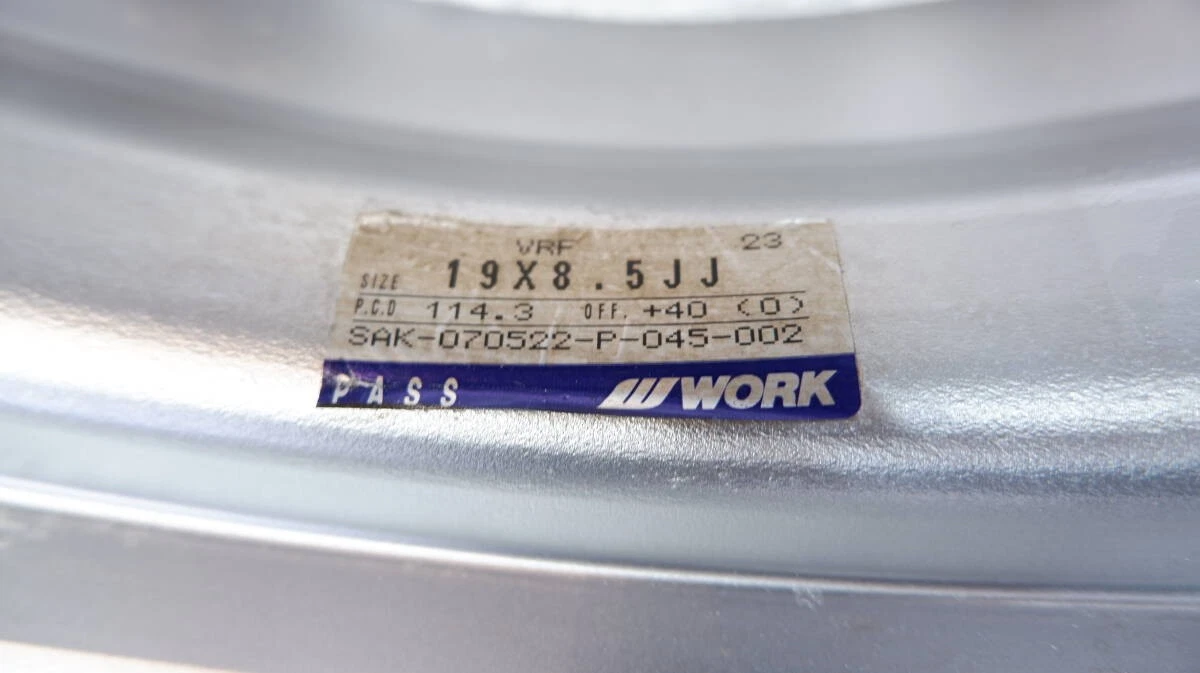 VRF 23
SIZE 19X8.5JJ
P.C.D 114.3 OFF. +40 (0)
SAK-070522-P-045-002
PASS WORK